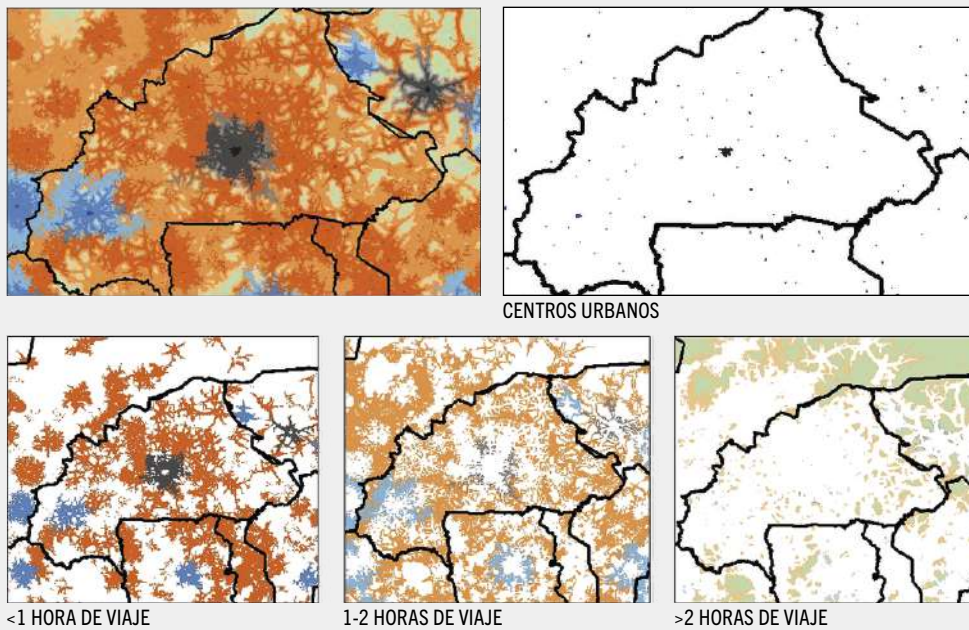 CENTROS URBANOS
<1 HORA DE VIAJE
1-2 HORAS DE VIAJE
>2 HORAS DE VIAJE